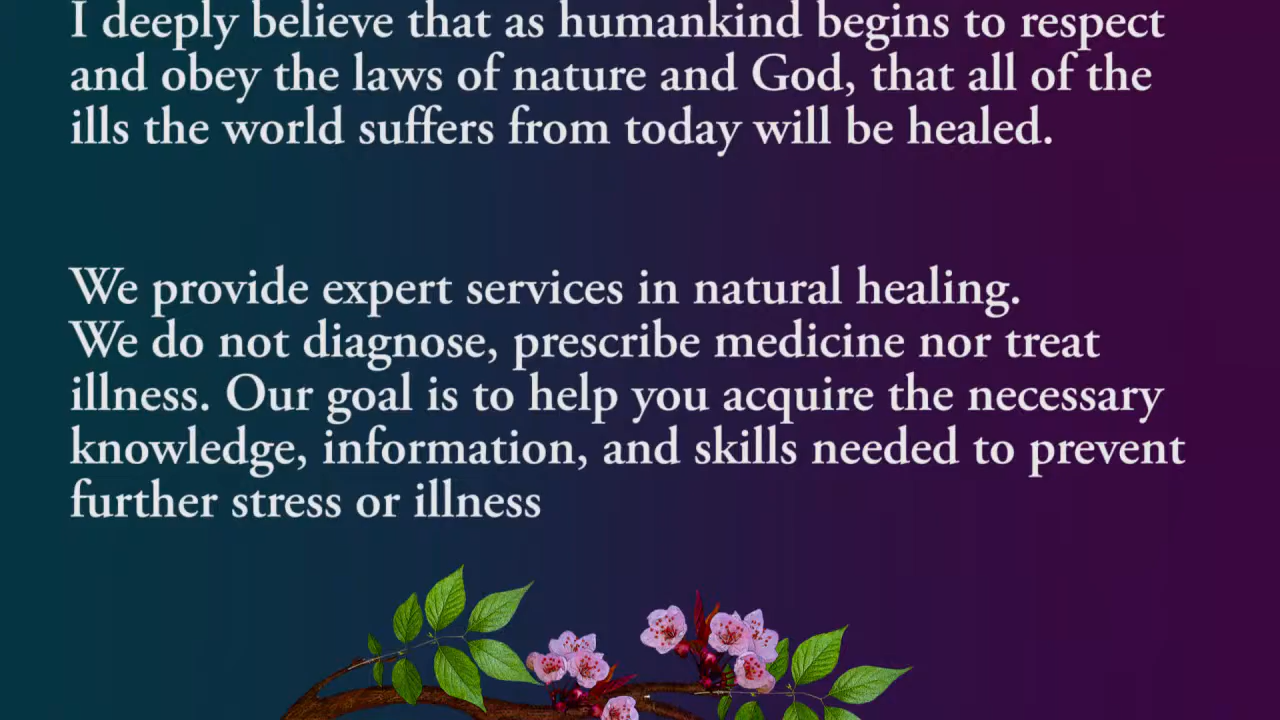 I deeply believe that as humankind begins to respect
and obey the laws of nature and God, that all of the
ills the world suffers from today will be healed.
We provide expert services in natural healing.
We do not diagnose, prescribe medicine nor treat
illness. Our goal is to help you acquire the necessary
knowledge, information, and skills needed to prevent
further stress or illness